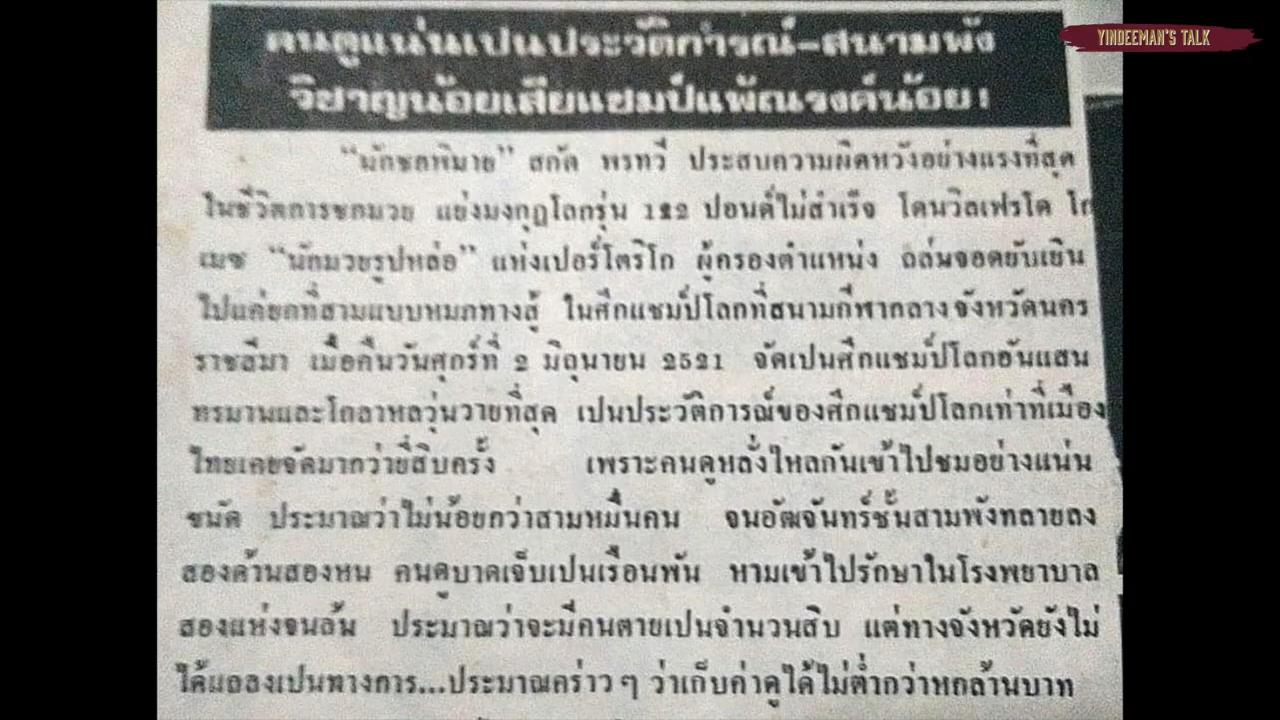 YINDEEMAN'S TALK
คนดูแน่นเปนประวัติการณ์-สนามพัง
วิชาญน้อยเสียแชมป์แพ้ณรงค์น้อย!
"นักชกพิมาย" สกัด พรทวี ประสบความผิดหวังอย่างแรงที่สุด
ในชีวิตการชกมวย แย่งมงกุฎโลกรุ่น 122 ปอนด์ไม่สำเร็จ โดนวิลเฟรโด โก
เมซ "นักมวยรูปหล่อ" แห่งเปอร์โตริโก ผู้ครองตำแหน่ง ถล่มจอดยับเยิน
ไปแค่ยกที่สามแบบหมดทางสู้ ในศึกแชมป์โลกที่สนามกีฬากลางจังหวัดนคร
ราชสีมา เมื่อคืนวันศุกร์ที่ 2 มิถุนายน 2521 จัดเปนศึกแชมป์โลกอันแสน
ทรมานและโกลาหลวุ่นวายที่สุด เปนประวัติการณ์ของศึกแชมป์โลกเท่าที่เมือง
ไทยเคยจัดมากว่ายี่สิบครั้ง เพราะคนดูหลั่งไหลกันเข้าไปชมอย่างแน่น
ขนัด ประมาณว่าไม่น้อยกว่าสามหมื่นคน จนอัฒจันทร์ชั้นสามพังทลายลง
สองด้านสองหน คนดูบาดเจ็บเปนเรือนพัน หามเข้าไปรักษาในโรงพยาบาล
สองแห่งจนล้น ประมาณว่าจะมีคนตายเปนจำนวนสิบ แต่ทางจังหวัดยังไม่
ได้แถลงเปนทางการ...ประมาณคร่าว ๆ ว่าเก็บค่าดูได้ไม่ต่ำกว่าหกล้านบาท